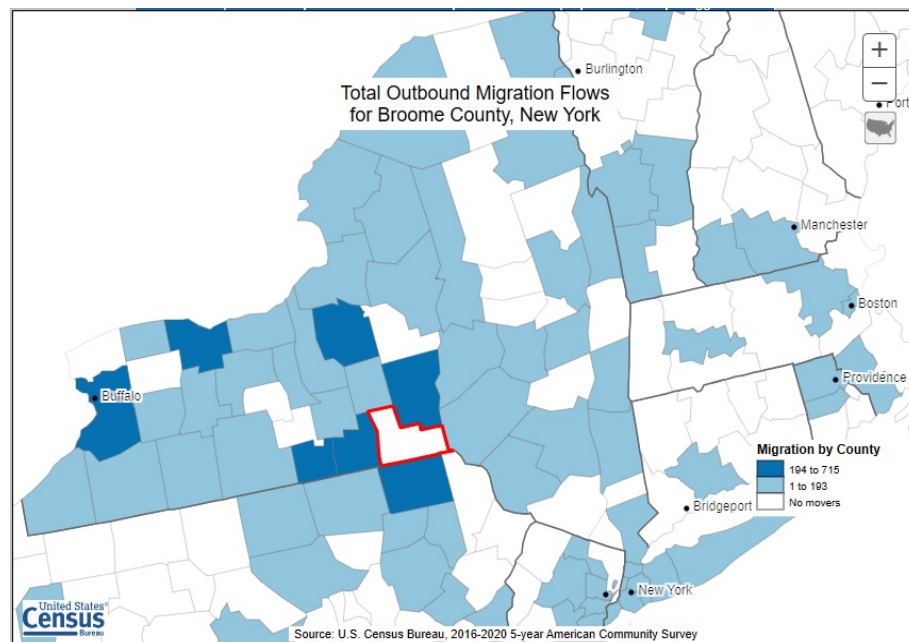 Burlington
+
−
Total Outbound Migration Flows
for Broome County, New York
Port
Manchester
Boston
Buffalo
Providence
Migration by County
194 to 715
1 to 193
No movers
Bridgeport
New York
United States®
Census
Bureau
Source: U.S. Census Bureau, 2016-2020 5-year American Community Survey